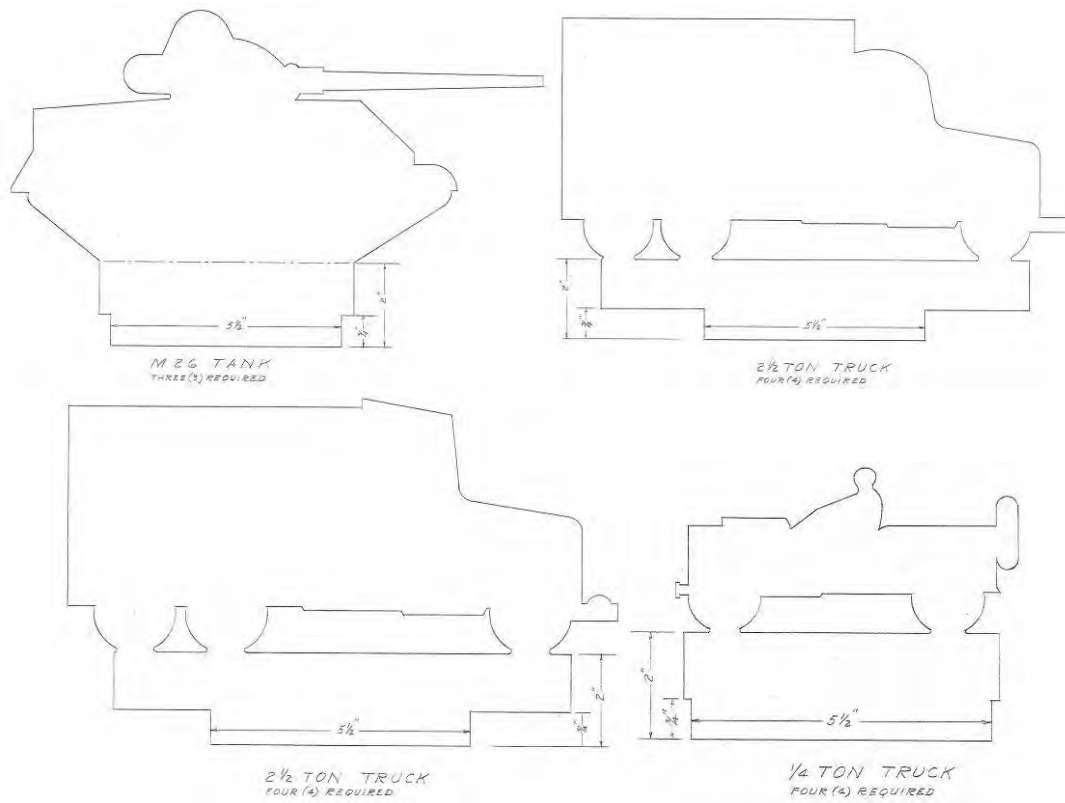 2"
5½"
¾"
M 26 TANK
THREE (3) REQUIRED
2"
¾"
5½"
2½ TON TRUCK
FOUR (4) REQUIRED
5½"
2"
¾"
2½ TON TRUCK
FOUR (4) REQUIRED
2"
¾"
5½"
¼ TON TRUCK
FOUR (4) REQUIRED